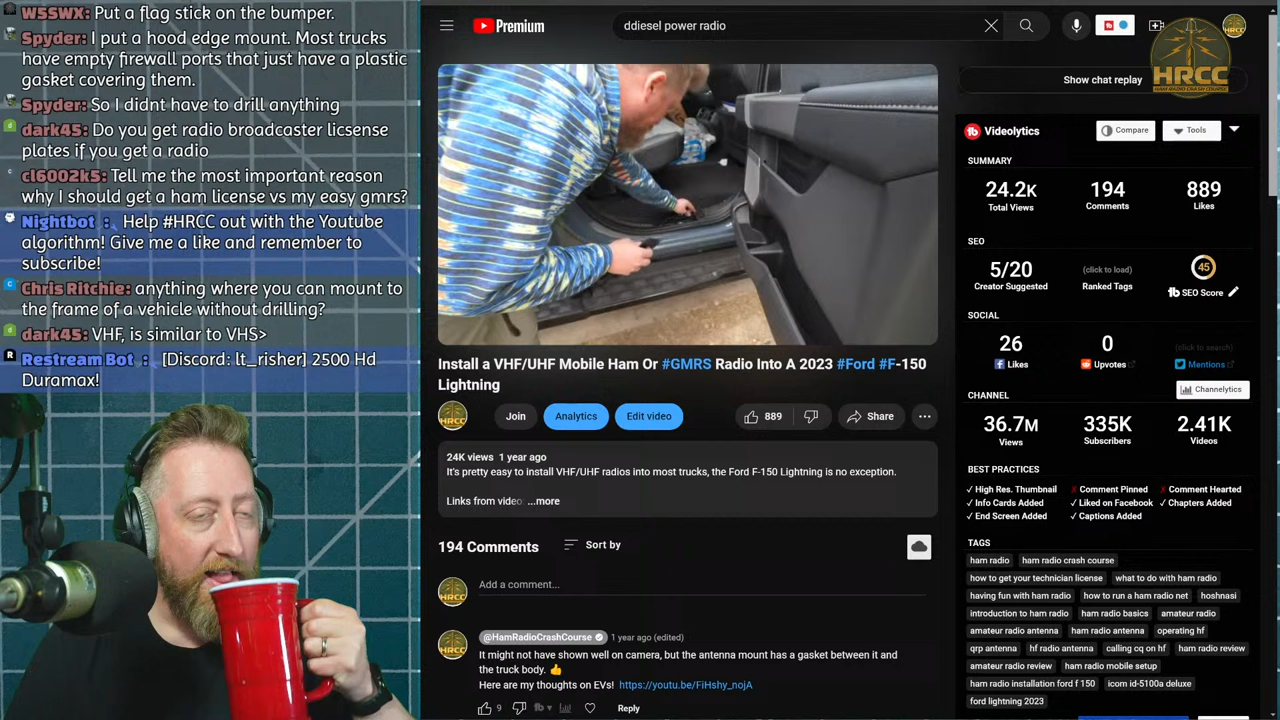 W5SWX: Put a flag stick on the bumper.
Spyder: I put a hood edge mount. Most trucks
have empty firewall ports that just have a plastic
gasket covering them.
Spyder: So I didnt have to drill anything
dark45: Do you get radio broadcaster liscense
plates if you get a radio
cl6002k5: Tell me the most important reason
why I should get a ham license vs my easy gmrs?
Nightbot : Help #HRCC out with the Youtube
algorithm! Give me a like and remember to
subscribe!
Chris Ritchie: anything where you can mount to
the frame of a vehile without drilling?
dark45: VHF, is similar to VHS>
Restream Bot : [Discord: lt_risher] 2500 Hd
Duramax!
Premium
ddiesel power radio
HRCC
HAM RADIO CRASH COURSE
Show chat replay
Install a VHF/UHF Mobile Ham Or #GMRS Radio Into A 2023 #Ford #F-150
Lightning
HRCC
Join
Analytics
Edit video
889
Share
24K views 1 year ago
It's pretty easy to install VHF/UHF radios into most trucks, the Ford F-150 Lightning is no exception.
Links from video: ...more
194 Comments
Sort by
Add a comment...
@HamRadioCrashCourse 1 year ago (edited)
It might not have shown well on camera, but the antenna mount has a gasket between it and
the truck body. 👍
Here are my thoughts on EVs! https://youtu.be/FiHshy_nojA
9
Reply
Videolytics
Compare
Tools
SUMMARY
24.2K 194 889
Total Views Comments Likes
SEO
5/20 (click to load) 45
Creator Suggested Ranked Tags SEO Score
SOCIAL
26 0 (click to search)
Likes Upvotes Mentions
Channelytics
CHANNEL
36.7M 335K 2.41K
Views Subscribers Videos
BEST PRACTICES
✓ High Res. Thumbnail ✗ Comment Pinned ✗ Comment Hearted
✓ Info Cards Added ✓ Liked on Facebook ✓ Chapters Added
✓ End Screen Added ✓ Captions Added
TAGS
ham radio ham radio crash course
how to get your technician license what to do with ham radio
having fun with ham radio how to run a ham radio net hoshnasi
introduction to ham radio ham radio basics amateur radio
amateur radio antenna ham radio antenna operating hf
qrp antenna hf radio antenna calling cq on hf ham radio review
amateur radio review ham radio mobile setup
ham radio installation ford f 150 icom id-5100a deluxe
ford lightning 2023